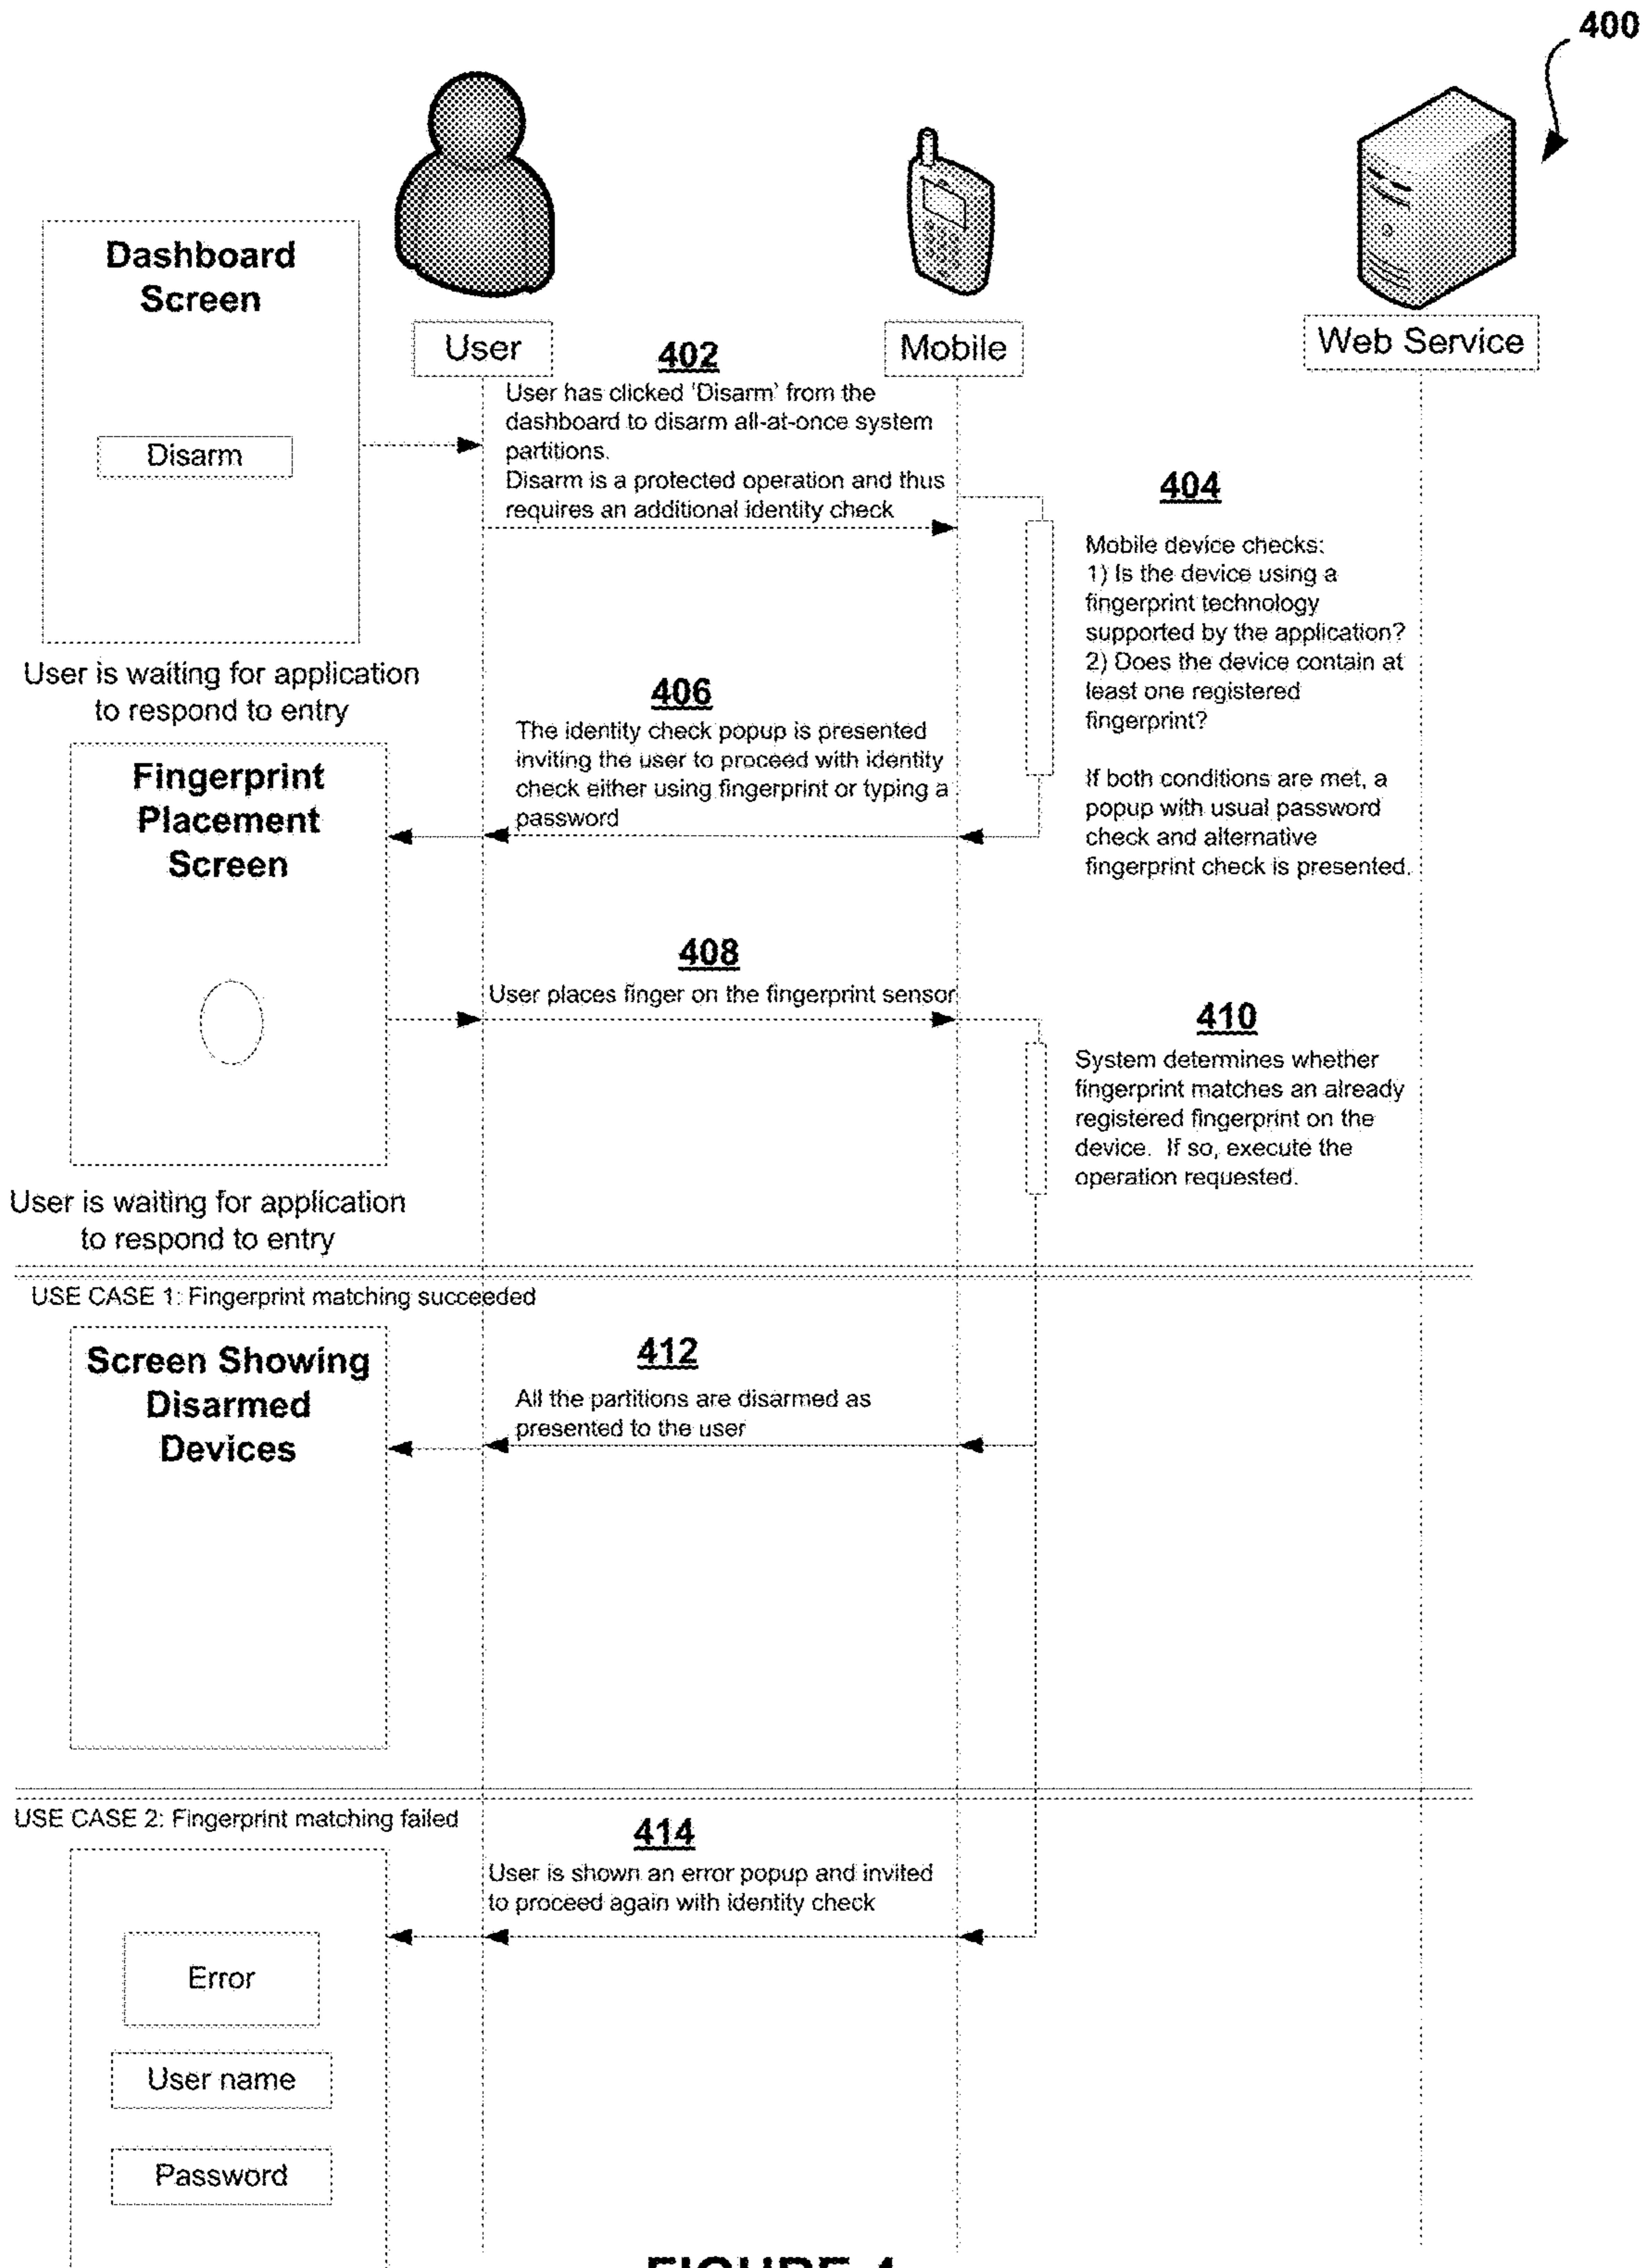 400
Dashboard
Screen
Disarm
User
Mobile
Web Service
402
User has clicked 'Disarm' from the
dashboard to disarm all-at-once system
partitions.
Disarm is a protected operation and thus
requires an additional identity check
404
Mobile device checks:
1) Is the device using a
fingerprint technology
supported by the application?
2) Does the device contain at
least one registered
fingerprint?
If both conditions are met, a
popup with usual password
check and alternative
fingerprint check is presented.
User is waiting for application
to respond to entry
406
The identity check popup is presented
inviting the user to proceed with identity
check either using fingerprint or typing a
password
Fingerprint
Placement
Screen
408
User places finger on the fingerprint sensor
410
System determines whether
fingerprint matches an already
registered fingerprint on the
device. If so, execute the
operation requested.
User is waiting for application
to respond to entry
USE CASE 1: Fingerprint matching succeeded
Screen Showing
Disarmed
Devices
412
All the partitions are disarmed as
presented to the user
USE CASE 2: Fingerprint matching failed
414
User is shown an error popup and invited
to proceed again with identity check
Error
User name
Password
FIGURE 4